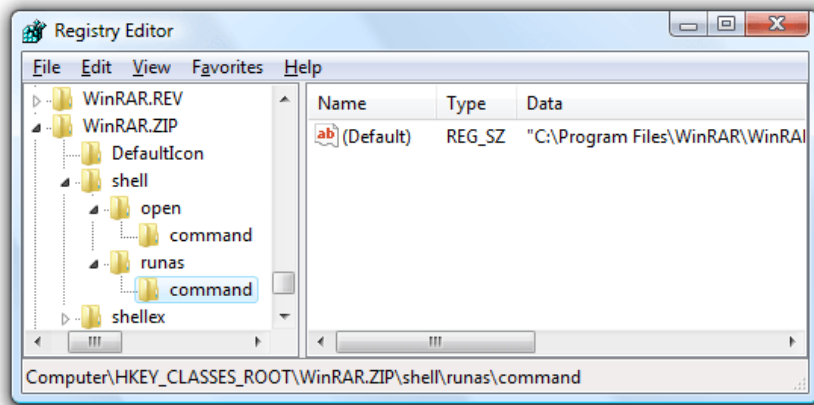 Registry Editor
File Edit View Favorites Help
WinRAR.REV
WinRAR.ZIP
DefaultIcon
shell
open
command
runas
command
shellex
Name Type Data
ab (Default) REG_SZ "C:\Program Files\WinRAR\WinRAI
Computer\HKEY_CLASSES_ROOT\WinRAR.ZIP\shell\runas\command